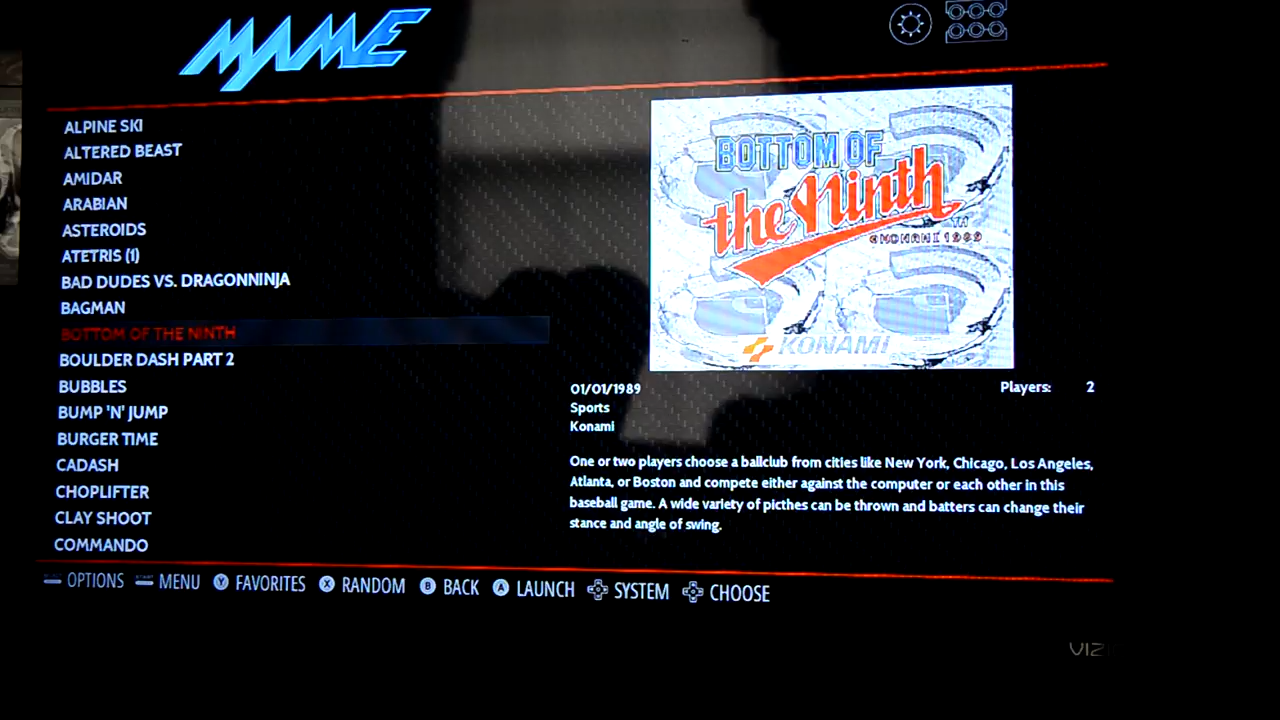 MAME
ALPINE SKI
ALTERED BEAST
AMIDAR
ARABIAN
ASTEROIDS
ATETRIS (1)
BAD DUDES VS. DRAGONNINJA
BAGMAN
BOTTOM OF THE NINTH
BOULDER DASH PART 2
BUBBLES
BUMP 'N' JUMP
BURGER TIME
CADASH
CHOPLIFTER
CLAY SHOOT
COMMANDO
BOTTOM OF
the Ninth
TM
©KONAMI 1989
KONAMI
01/01/1989
Players: 2
Sports
Konami
One or two players choose a ballclub from cities like New York, Chicago, Los Angeles,
Atlanta, or Boston and compete either against the computer or each other in this
baseball game. A wide variety of picthes can be thrown and batters can change their
stance and angle of swing.
OPTIONS START MENU Y FAVORITES X RANDOM B BACK A LAUNCH SYSTEM CHOOSE